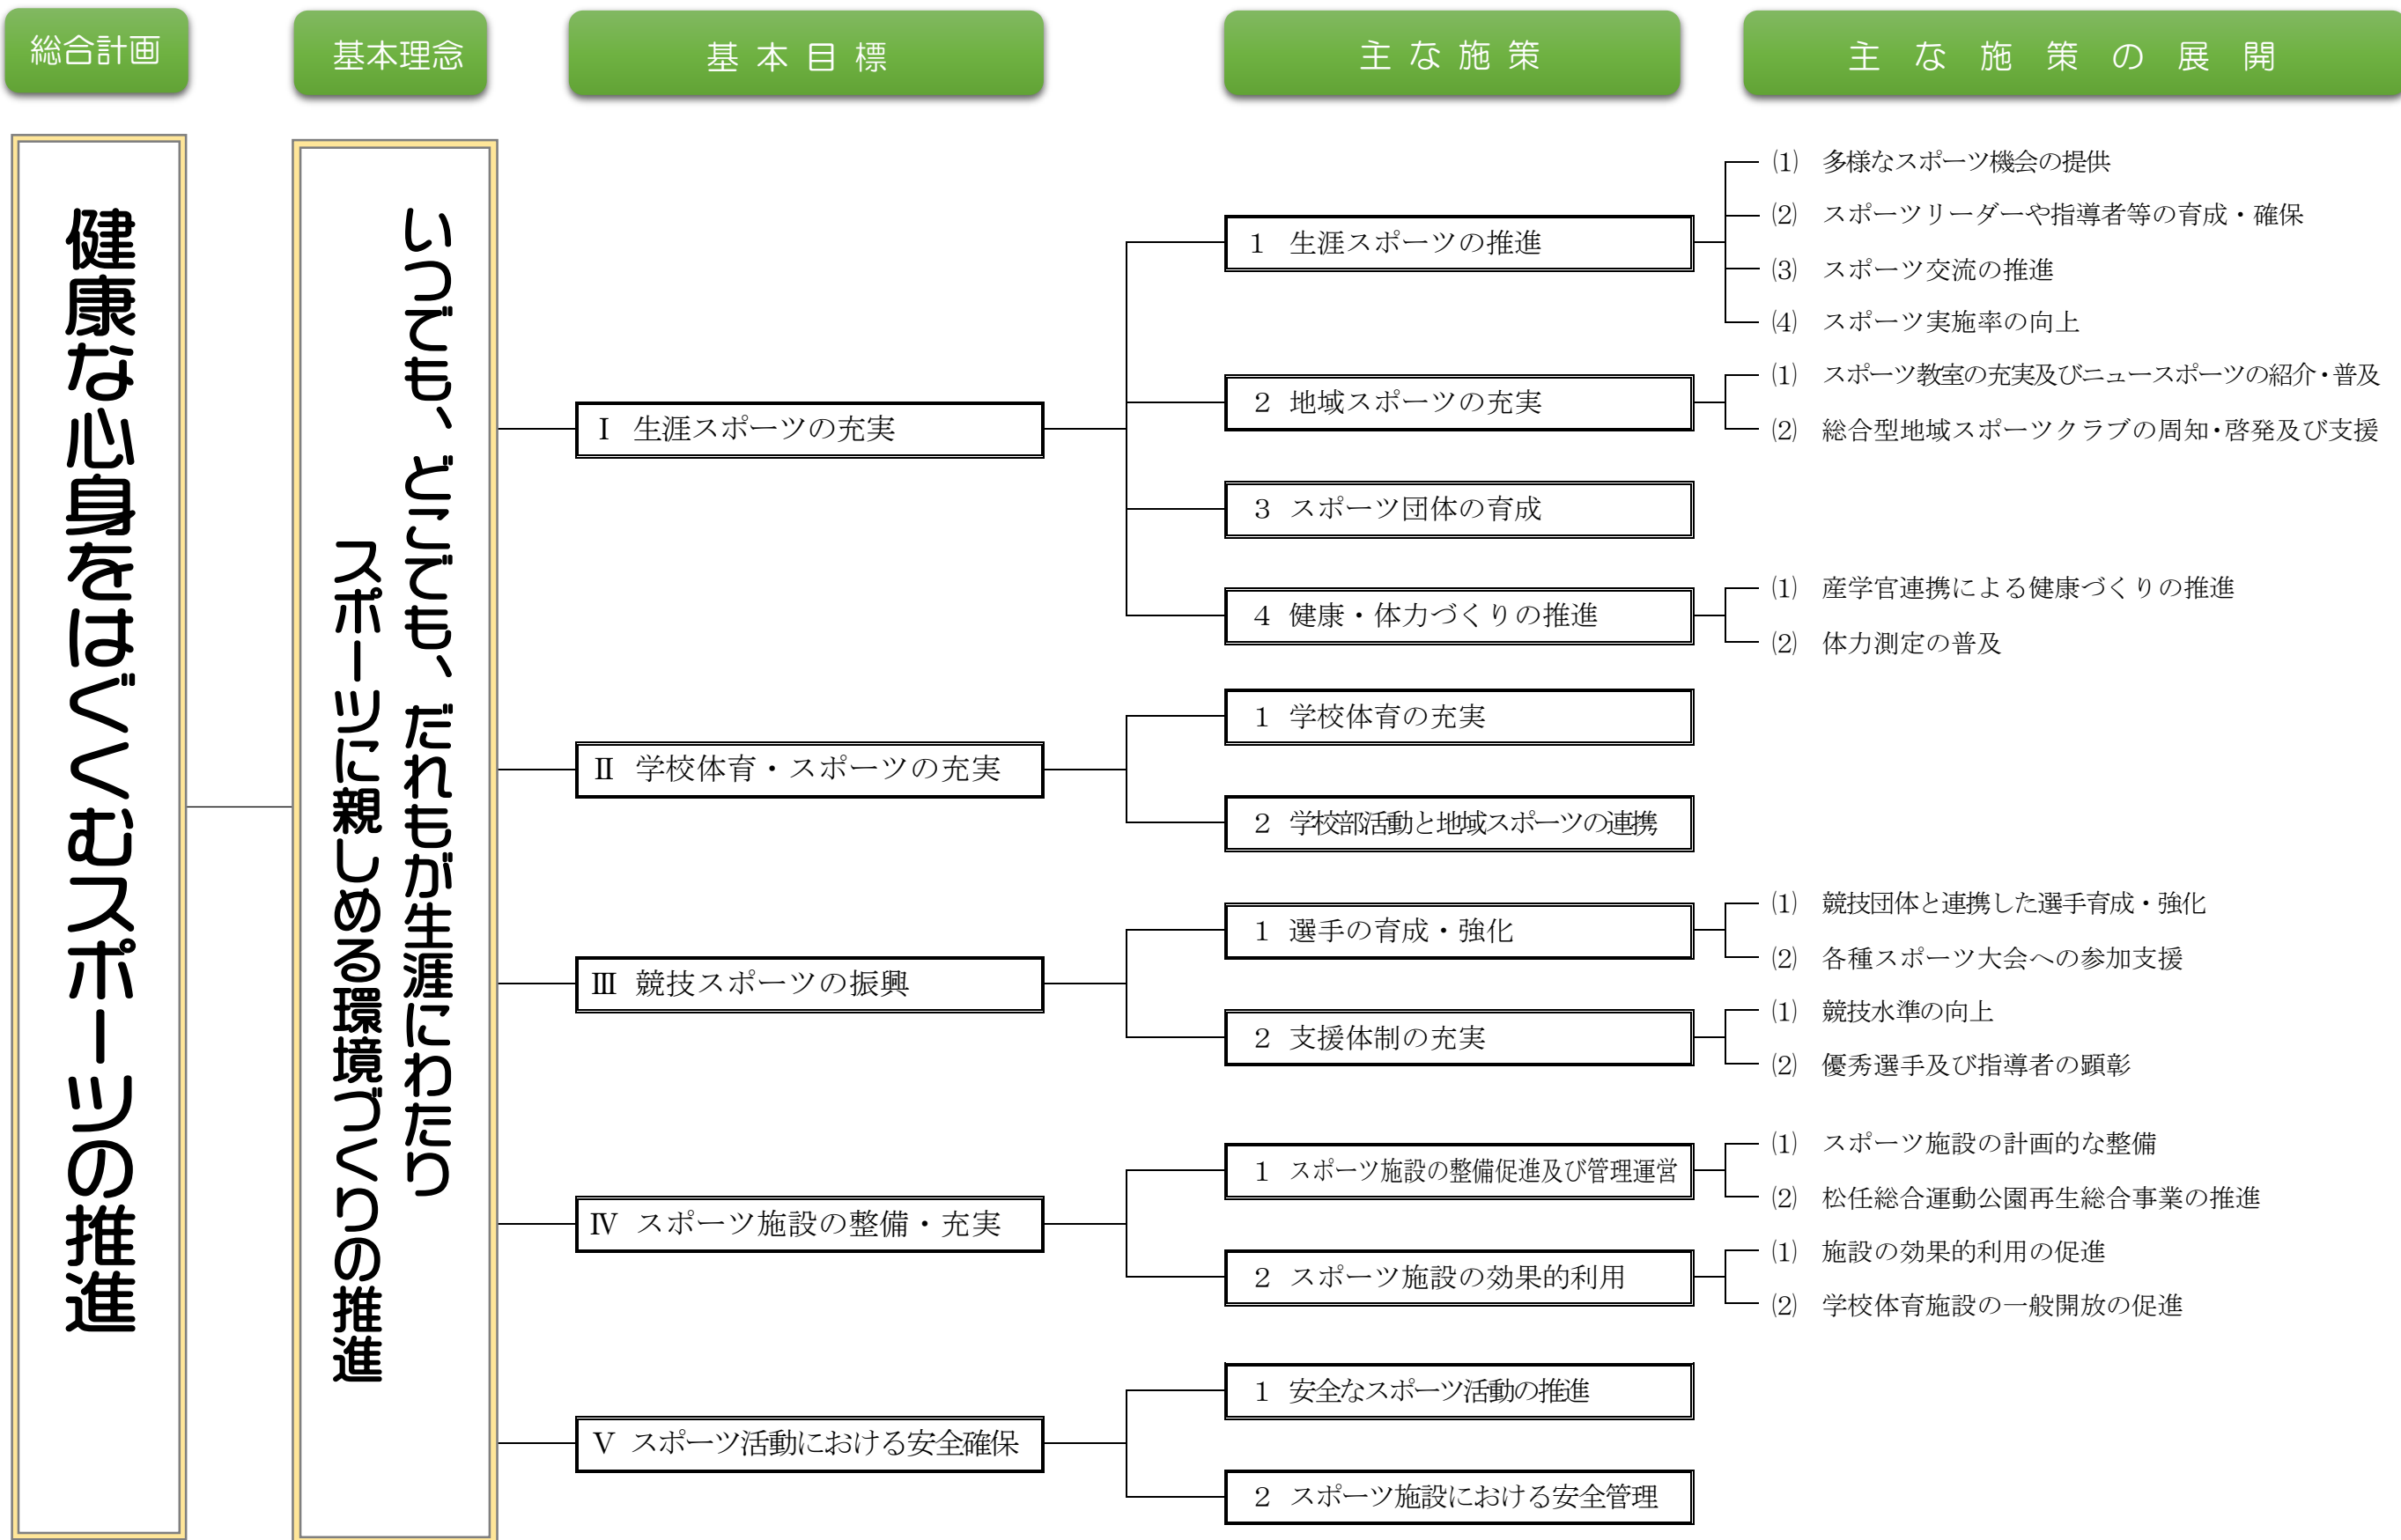 総合計画
基本理念
基本目標
主な施策
主な施策の展開
健康な心身をはぐくむスポーツの推進
いつでも、どこでも、だれもが生涯にわたり
スポーツに親しめる環境づくりの推進
Ⅰ 生涯スポーツの充実
1 生涯スポーツの推進
(1) 多様なスポーツ機会の提供
(2) スポーツリーダーや指導者等の育成・確保
(3) スポーツ交流の推進
(4) スポーツ実施率の向上
2 地域スポーツの充実
(1) スポーツ教室の充実及びニュースポーツの紹介・普及
(2) 総合型地域スポーツクラブの周知・啓発及び支援
3 スポーツ団体の育成
4 健康・体力づくりの推進
(1) 産学官連携による健康づくりの推進
(2) 体力測定の普及
Ⅱ 学校体育・スポーツの充実
1 学校体育の充実
2 学校部活動と地域スポーツの連携
Ⅲ 競技スポーツの振興
1 選手の育成・強化
(1) 競技団体と連携した選手育成・強化
(2) 各種スポーツ大会への参加支援
2 支援体制の充実
(1) 競技水準の向上
(2) 優秀選手及び指導者の顕彰
Ⅳ スポーツ施設の整備・充実
1 スポーツ施設の整備促進及び管理運営
(1) スポーツ施設の計画的な整備
(2) 松任総合運動公園再生総合事業の推進
2 スポーツ施設の効果的利用
(1) 施設の効果的利用の促進
(2) 学校体育施設の一般開放の促進
Ⅴ スポーツ活動における安全確保
1 安全なスポーツ活動の推進
2 スポーツ施設における安全管理